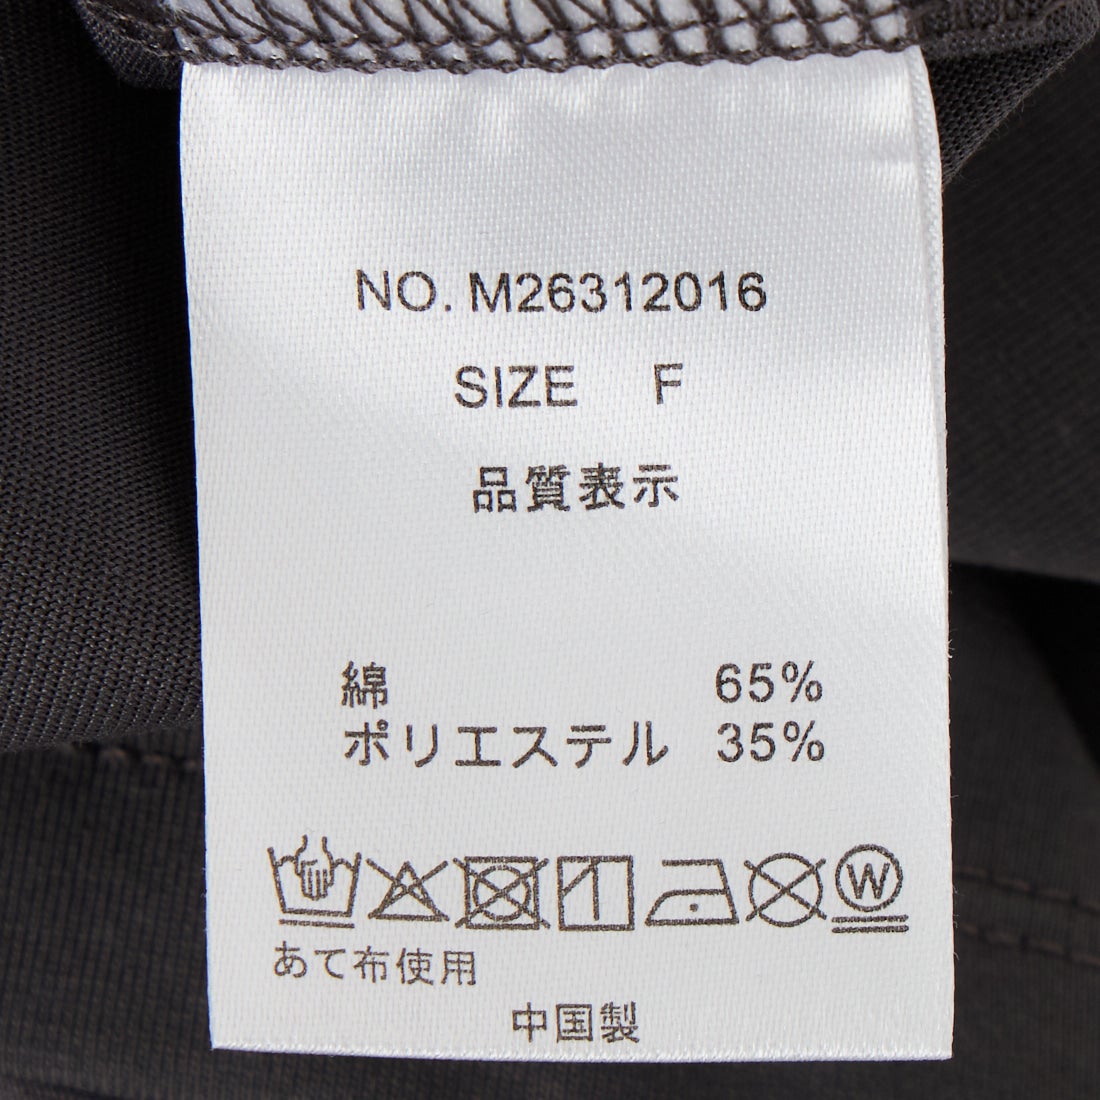 NO. M26312016
SIZE F
品質表示
綿 65%
ポリエステル 35%
W
あて布使用
中国製